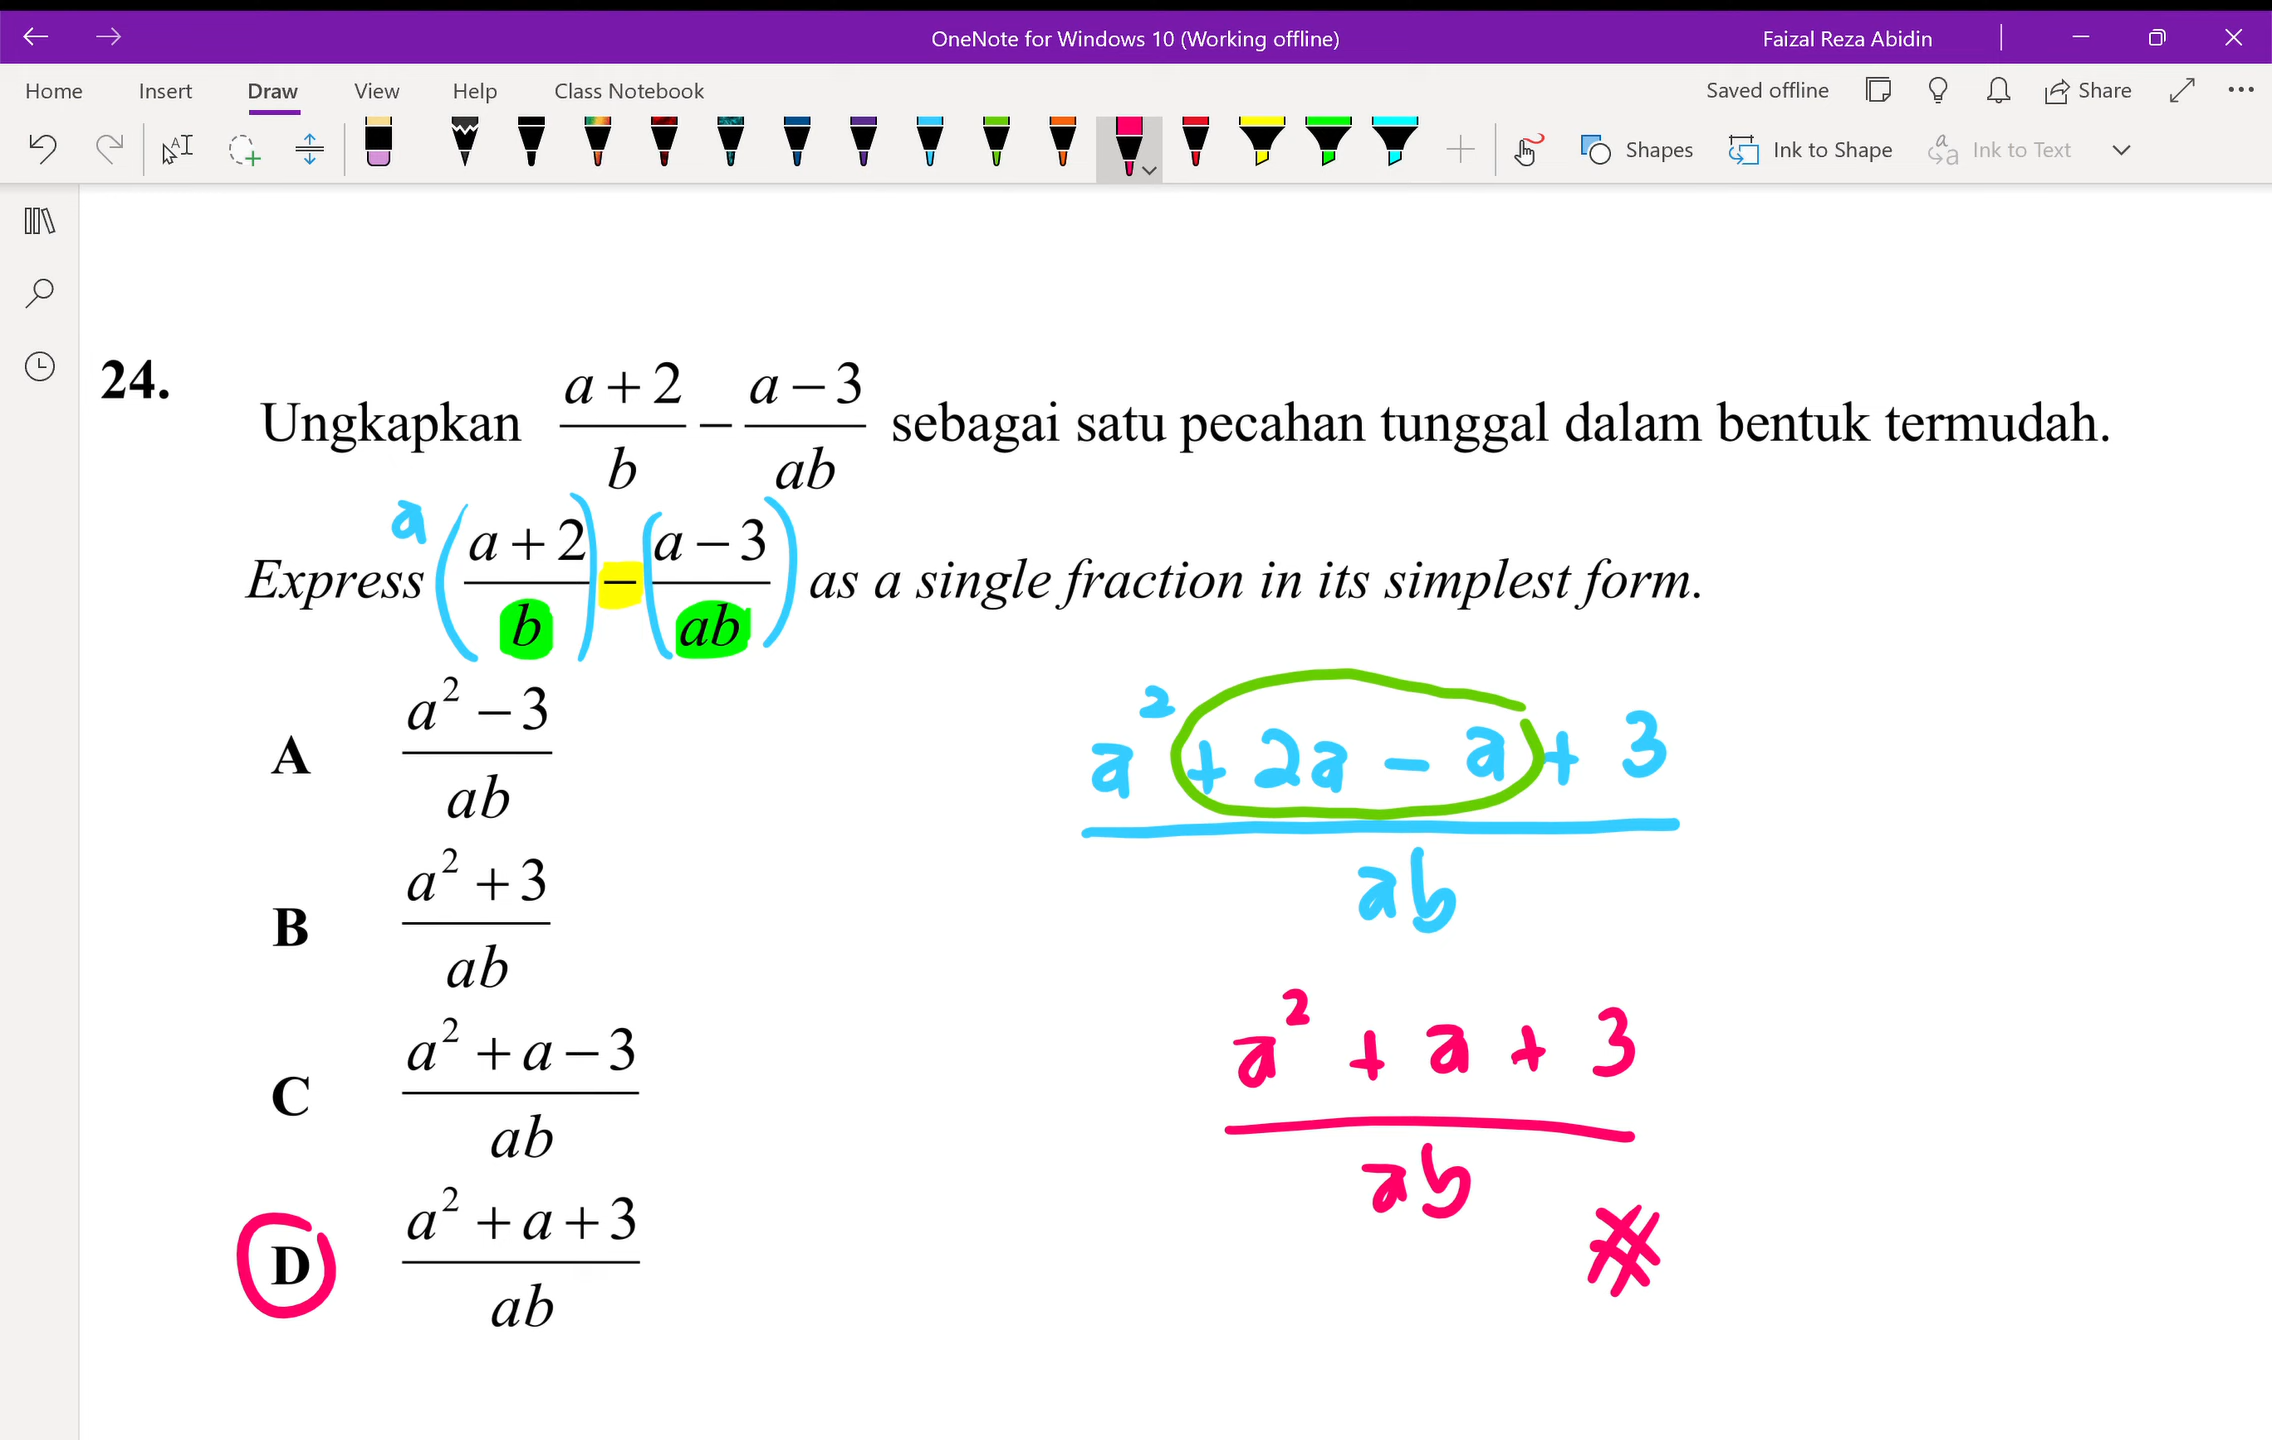 OneNote for Windows 10 (Working offline)
Faizal Reza Abidin
Home Insert Draw View Help Class Notebook
Saved offline Share
Shapes Ink to Shape Ink to Text
24.
Ungkapkan (a + 2)/b − (a − 3)/ab sebagai satu pecahan tunggal dalam bentuk termudah.
a
Express ((a + 2)/b) − ((a − 3)/ab) as a single fraction in its simplest form.
A (a² − 3)/ab
B (a² + 3)/ab
C (a² + a − 3)/ab
D (a² + a + 3)/ab
a² + 2a − a + 3
ab
a² + a + 3
ab
#